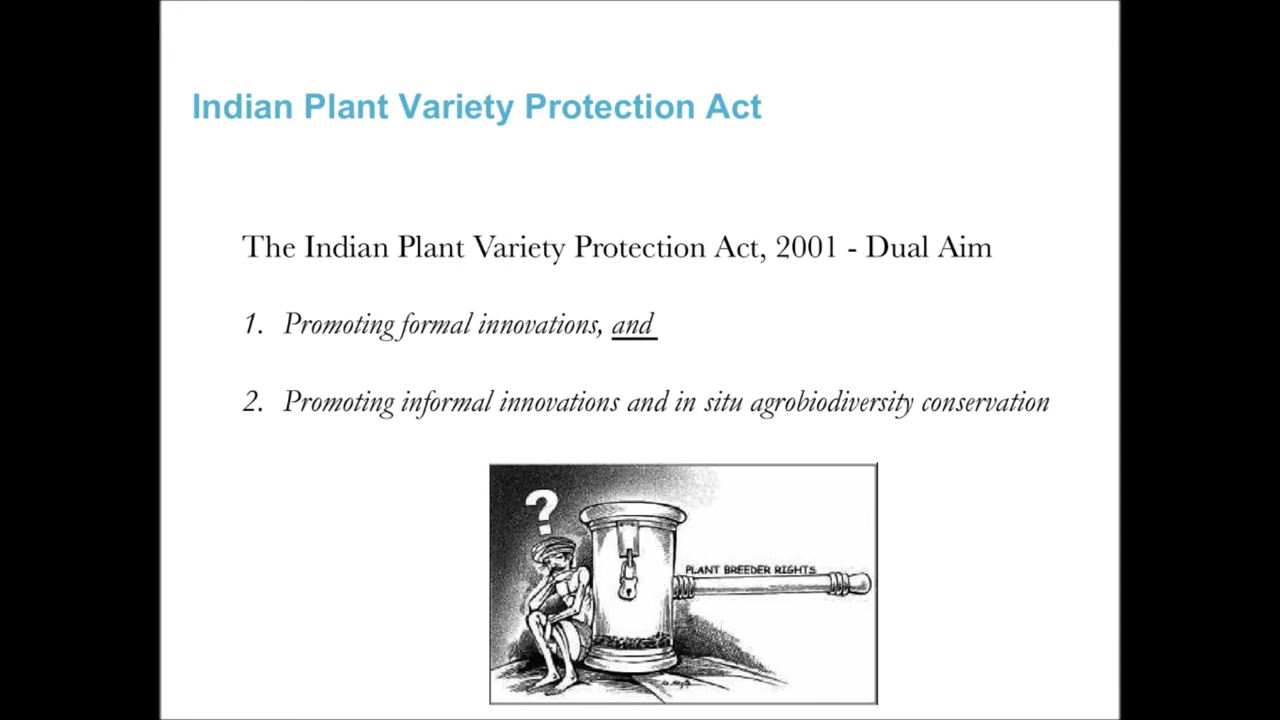 Indian Plant Variety Protection Act
The Indian Plant Variety Protection Act, 2001 - Dual Aim
1. Promoting formal innovations, and
2. Promoting informal innovations and in situ agrobiodiversity conservation
?
PLANT BREEDER RIGHTS